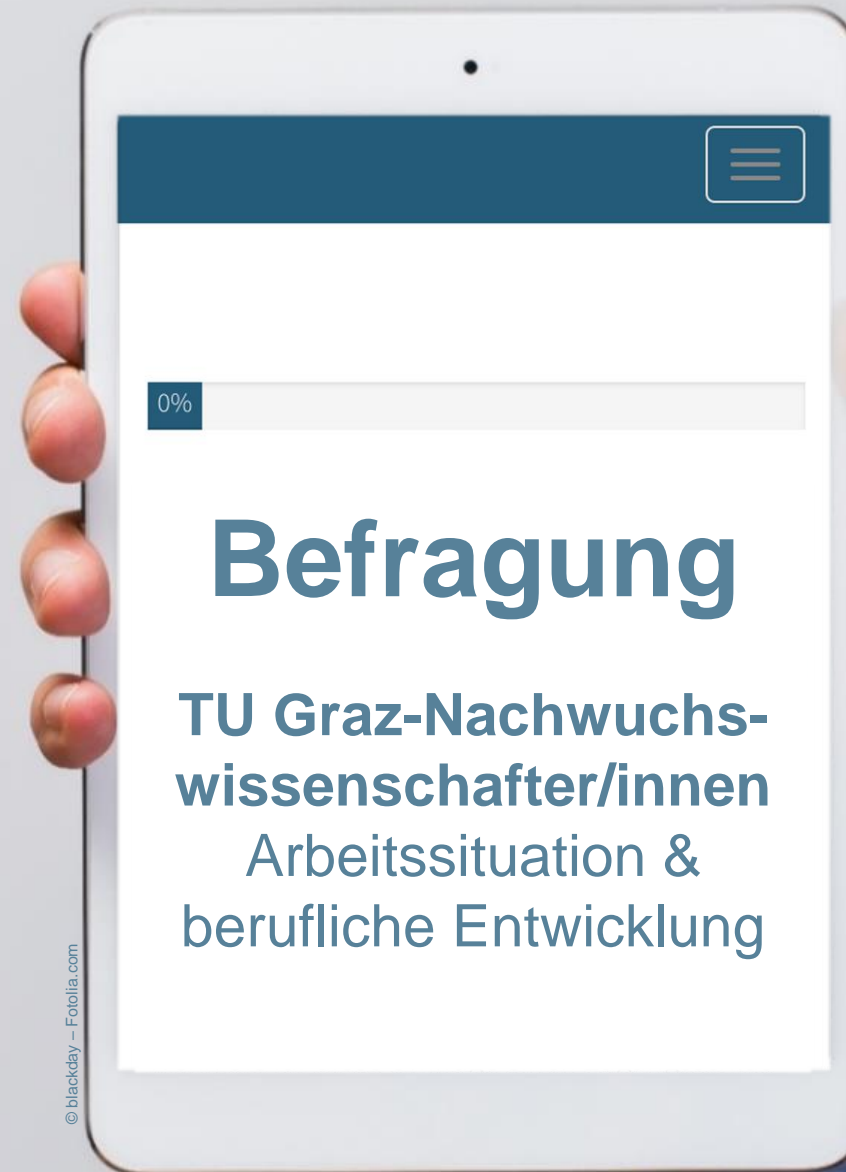 0%
Befragung
TU Graz-Nachwuchs-
wissenschafter/innen
Arbeitssituation &
berufliche Entwicklung
© blackday – Fotolia.com